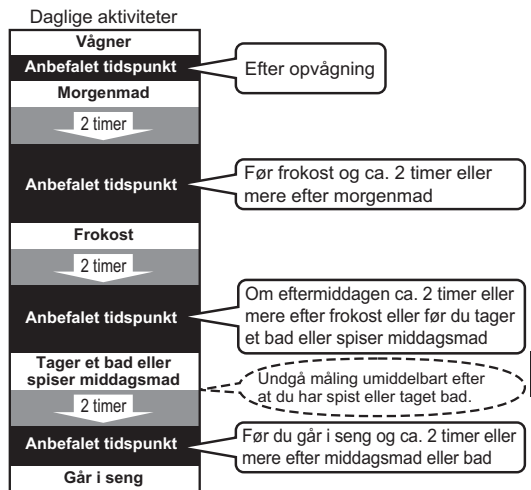 Daglige aktiviteter
Vågner
Anbefalet tidspunkt
Efter opvågning
Morgenmad
2 timer
Anbefalet tidspunkt
Før frokost og ca. 2 timer eller
mere efter morgenmad
Frokost
2 timer
Anbefalet tidspunkt
Om eftermiddagen ca. 2 timer eller
mere efter frokost eller før du tager
et bad eller spiser middagsmad
Tager et bad eller
spiser middagsmad
Undgå måling umiddelbart efter
at du har spist eller taget bad.
2 timer
Anbefalet tidspunkt
Før du går i seng og ca. 2 timer eller
mere efter middagsmad eller bad
Går i seng